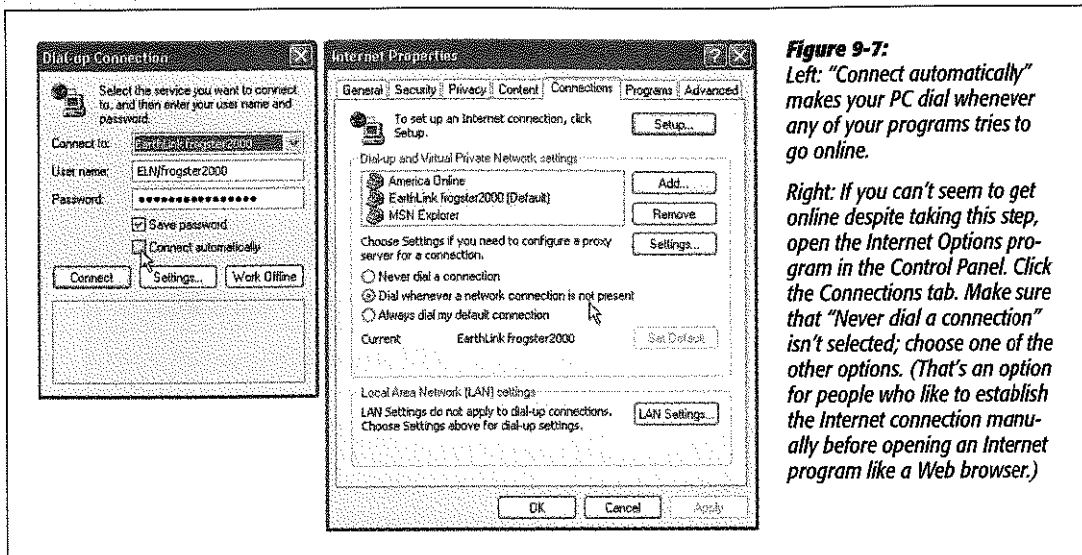 Dial-up Connection
Select the service you want to connect
to, and then enter your user name and
password.
Connect to: EarthLink frogster2000
User name: ELN/frogster2000
Password: ••••••••••••••••
Save password
Connect automatically
Connect Settings... Work Offline
Internet Properties
General Security Privacy Content Connections Programs Advanced
To set up an Internet connection, click
Setup.
Setup...
Dial-up and Virtual Private Network settings
America Online
EarthLink frogster2000 (Default)
MSN Explorer
Add...
Remove
Choose Settings if you need to configure a proxy
server for a connection.
Settings...
Never dial a connection
Dial whenever a network connection is not present
Always dial my default connection
Current EarthLink frogster2000 Set Default
Local Area Network (LAN) settings
LAN Settings do not apply to dial-up connections.
Choose Settings above for dial-up settings.
LAN Settings...
OK Cancel Apply
Figure 9-7:
Left: “Connect automatically”
makes your PC dial whenever
any of your programs tries to
go online.
Right: If you can’t seem to get
online despite taking this step,
open the Internet Options pro-
gram in the Control Panel. Click
the Connections tab. Make sure
that “Never dial a connection”
isn’t selected; choose one of the
other options. (That’s an option
for people who like to establish
the Internet connection manu-
ally before opening an Internet
program like a Web browser.)